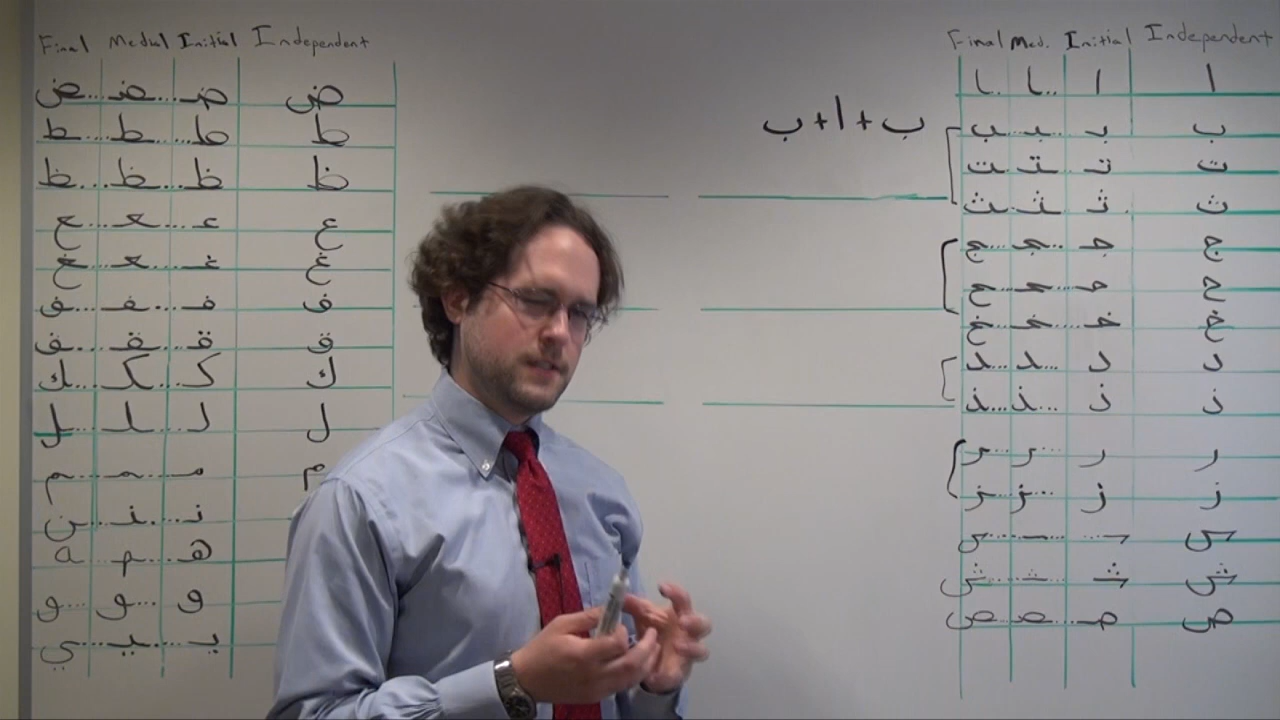 Final Medial Initial Independent
ض ضـ ـضـ ـض
ط طـ ـطـ ـط
ظ ظـ ـظـ ـظ
ع عـ ـعـ ـع
غ غـ ـغـ ـغ
ف فـ ـفـ ـف
ق قـ ـقـ ـق
ك كـ ـكـ ـك
ل لـ ـلـ ـل
م مـ ـمـ ـم
نـ ـنـ ـن
هـ ـهـ ـه
و ـو ـو
يـ ـيـ ـي
ب + ا + ب
Final Med. Initial Independent
ا ا ـا ـا
ب بـ ـبـ ـب
ت تـ ـتـ ـت
ث ثـ ـثـ ـث
ج جـ ـجـ ـج
ح حـ ـحـ ـح
خ خـ ـخـ ـخ
د د ـد ـد
ذ ذ ـذ ـذ
ر ر ـر ـر
ز ز ـز ـز
س سـ ـسـ ـس
ش شـ ـشـ ـش
ص صـ ـصـ ـص